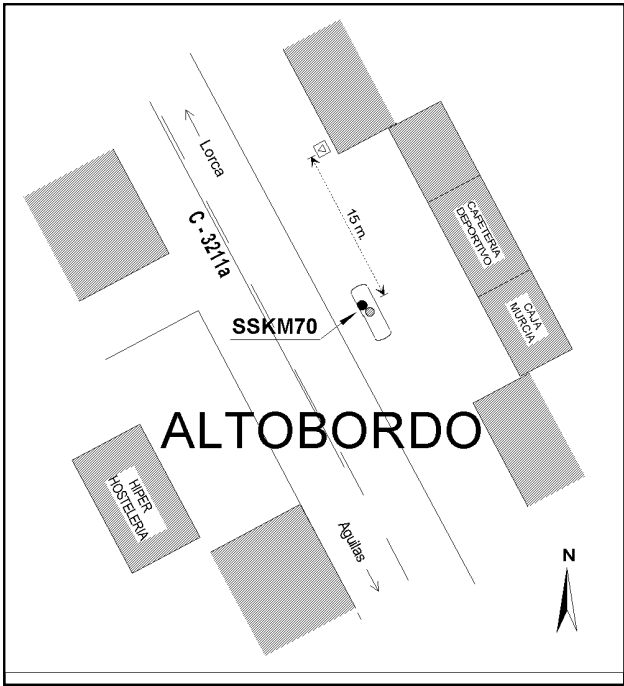 Lorca
C - 3211a
15 m.
CAFETERIA
DEPORTIVO
CAJA
MURCIA
SSKM70
ALTOBORDO
HIPER
HOSTELERIA
Aguilas
N